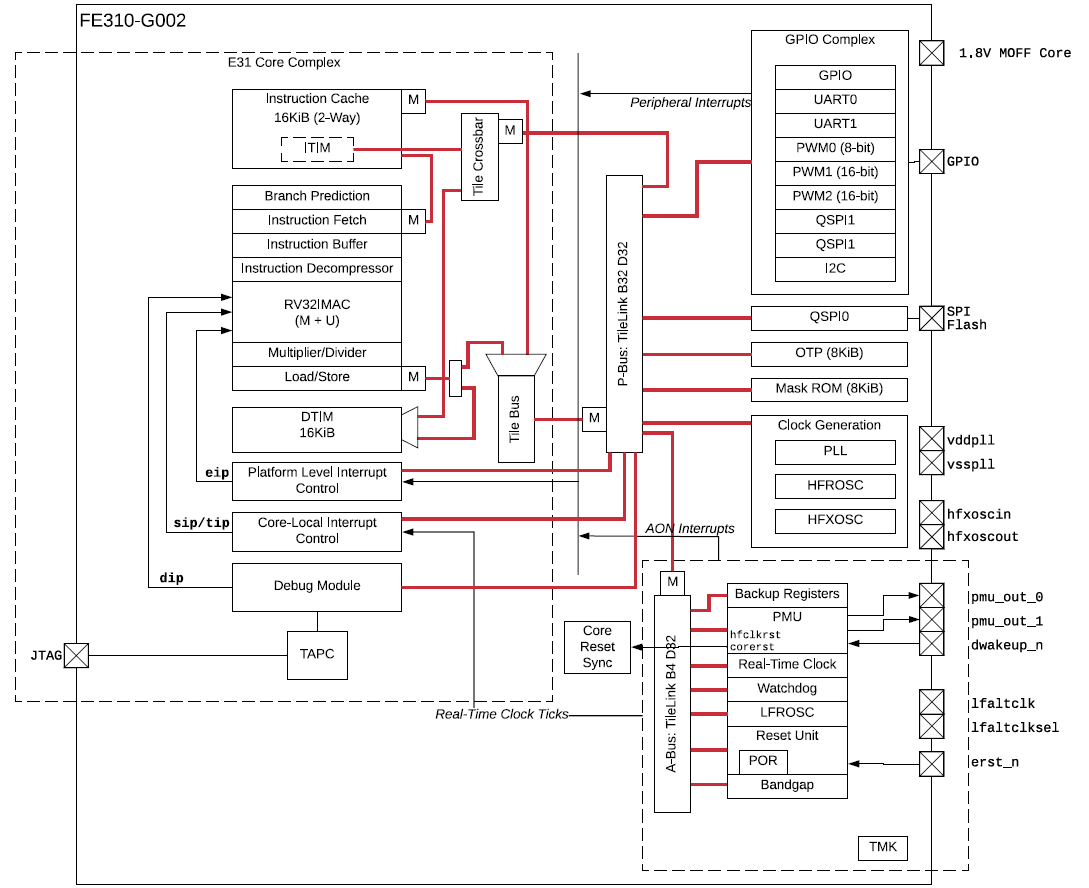 FE310-G002
E31 Core Complex
Instruction Cache
16KiB (2-Way)
M
ITIM
Tile Crossbar
M
Branch Prediction
Instruction Fetch
M
Instruction Buffer
Instruction Decompressor
RV32IMAC
(M + U)
Multiplier/Divider
Load/Store
M
DTIM
16KiB
Tile Bus
M
eip
Platform Level Interrupt
Control
sip/tip
Core-Local Interrupt
Control
dip
Debug Module
TAPC
JTAG
Real-Time Clock Ticks
Peripheral Interrupts
P-Bus: TileLink B32 D32
GPIO Complex
GPIO
UART0
UART1
PWM0 (8-bit)
PWM1 (16-bit)
PWM2 (16-bit)
QSPI1
QSPI1
I2C
QSPI0
OTP (8KiB)
Mask ROM (8KiB)
Clock Generation
PLL
HFROSC
HFXOSC
AON Interrupts
M
A-Bus: TileLink B4 D32
Core
Reset
Sync
Backup Registers
PMU
hfclkrst
corerst
Real-Time Clock
Watchdog
LFROSC
Reset Unit
POR
Bandgap
TMK
1.8V MOFF Core
GPIO
SPI
Flash
vddpll
vsspll
hfxoscin
hfxoscout
pmu_out_0
pmu_out_1
dwakeup_n
lfaltclk
lfaltclksel
erst_n